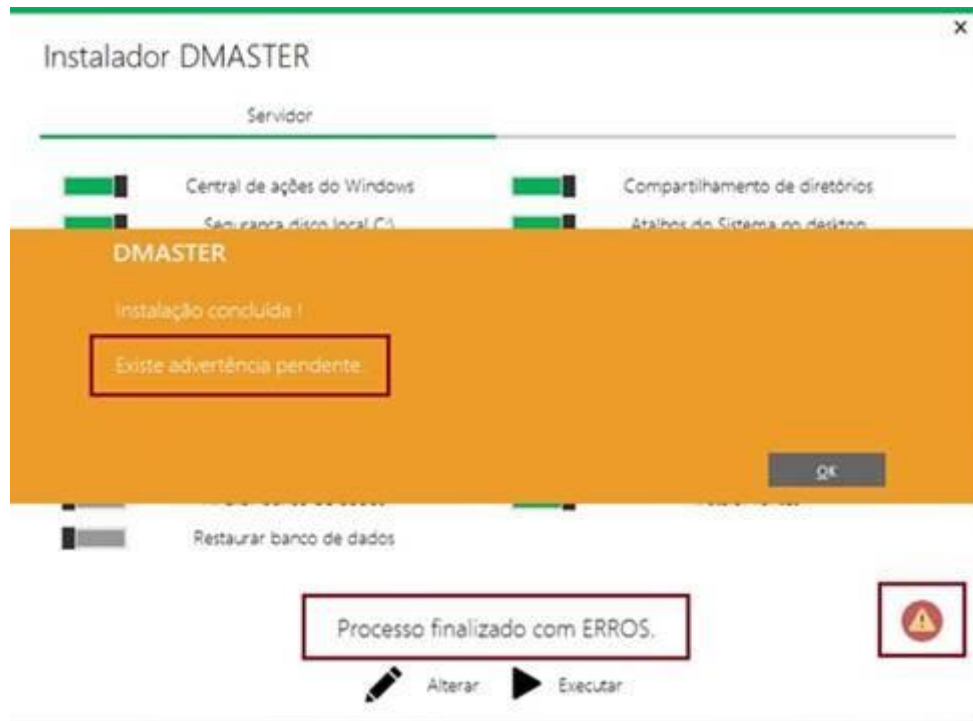 Instalador DMASTER
Servidor
Central de ações do Windows
Compartilhamento de diretórios
Segurança disco local C:\
Atalhos do Sistema no desktop
DMASTER
Instalação concluída !
Existe advertência pendente.
OK
Restaurar banco de dados
Processo finalizado com ERROS.
Alterar
Executar